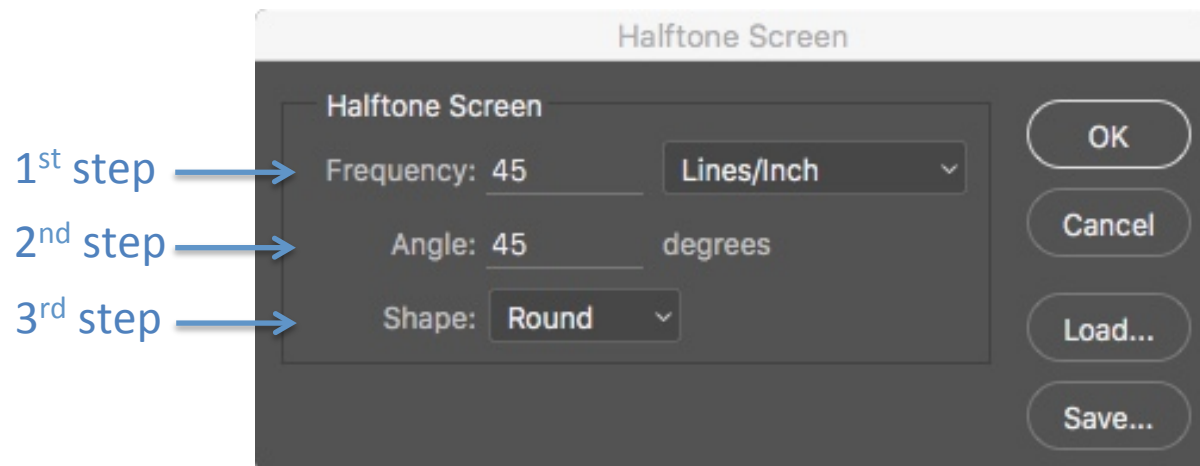 Halftone Screen
Halftone Screen
1st step Frequency: 45 Lines/Inch OK
2nd step Angle: 45 degrees Cancel
3rd step Shape: Round Load...
Save...